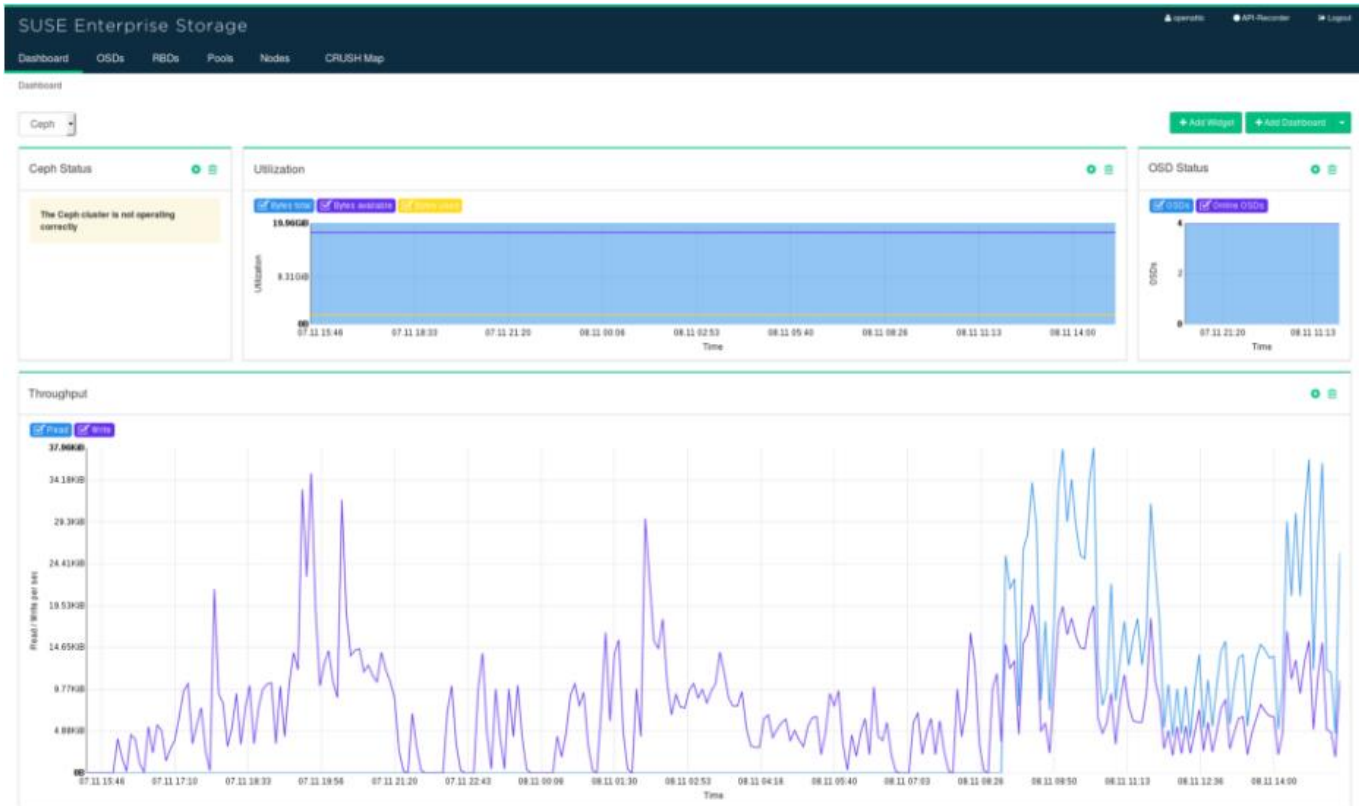 SUSE Enterprise Storage
openattic API-Recorder Logout
Dashboard OSDs RBDs Pools Nodes CRUSH Map
Dashboard
Ceph
Add Widget Add Dashboard
Ceph Status
The Ceph cluster is not operating
correctly
Utilization
Bytes total Bytes available Bytes used
19.96GiB
9.31GiB
0B
Utilization
07.11 15:46 07.11 18:33 07.11 21:20 08.11 00:06 08.11 02:53 08.11 05:40 08.11 08:26 08.11 11:13 08.11 14:00
Time
OSD Status
OSDs Online OSDs
4
2
0
OSDs
07.11 21:20 08.11 11:13
Time
Throughput
Read Write
37.96KiB
34.18KiB
29.3KiB
24.41KiB
19.53KiB
14.65KiB
9.77KiB
4.88KiB
0B
Read / Write per sec
07.11 15:46 07.11 17:10 07.11 18:33 07.11 19:56 07.11 21:20 07.11 22:43 08.11 00:06 08.11 01:30 08.11 02:53 08.11 04:16 08.11 05:40 08.11 07:03 08.11 08:26 08.11 09:50 08.11 11:13 08.11 12:36 08.11 14:00
Time